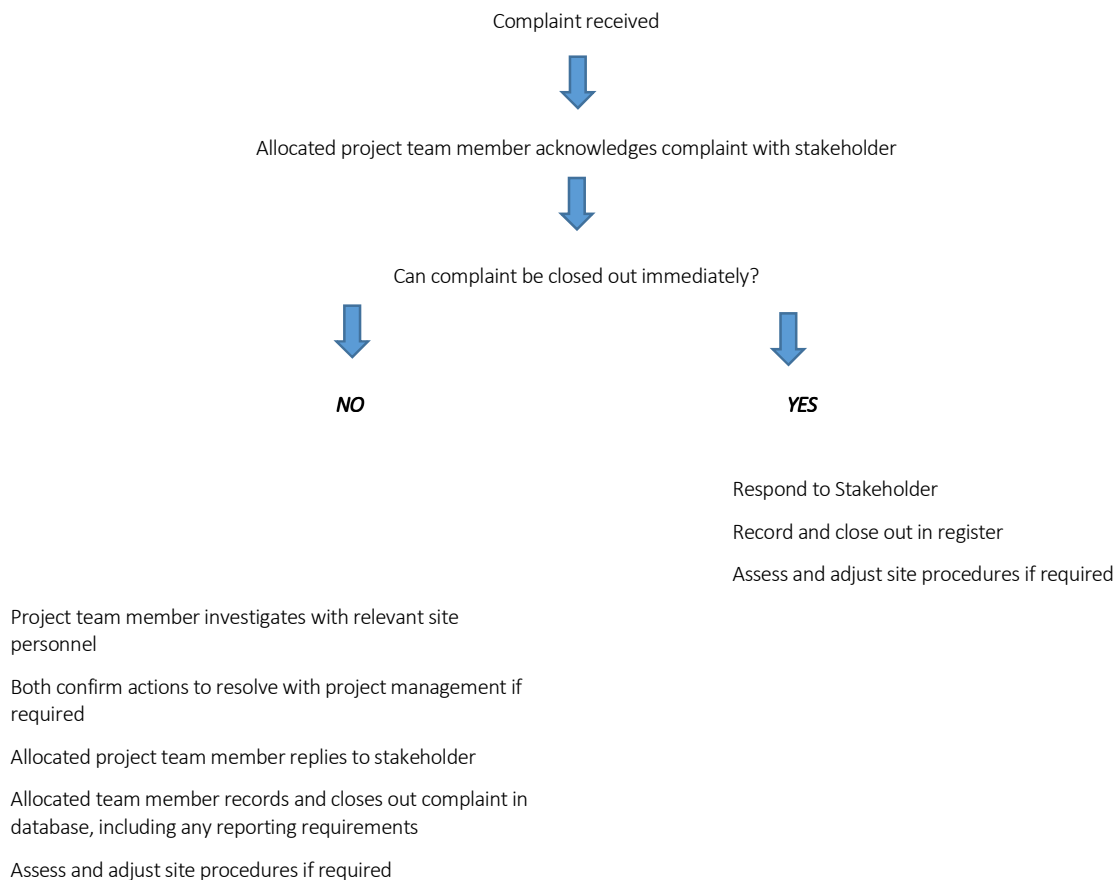 Complaint received
Allocated project team member acknowledges complaint with stakeholder
Can complaint be closed out immediately?
NO
YES
Respond to Stakeholder
Record and close out in register
Assess and adjust site procedures if required
Project team member investigates with relevant site
personnel
Both confirm actions to resolve with project management if
required
Allocated project team member replies to stakeholder
Allocated team member records and closes out complaint in
database, including any reporting requirements
Assess and adjust site procedures if required